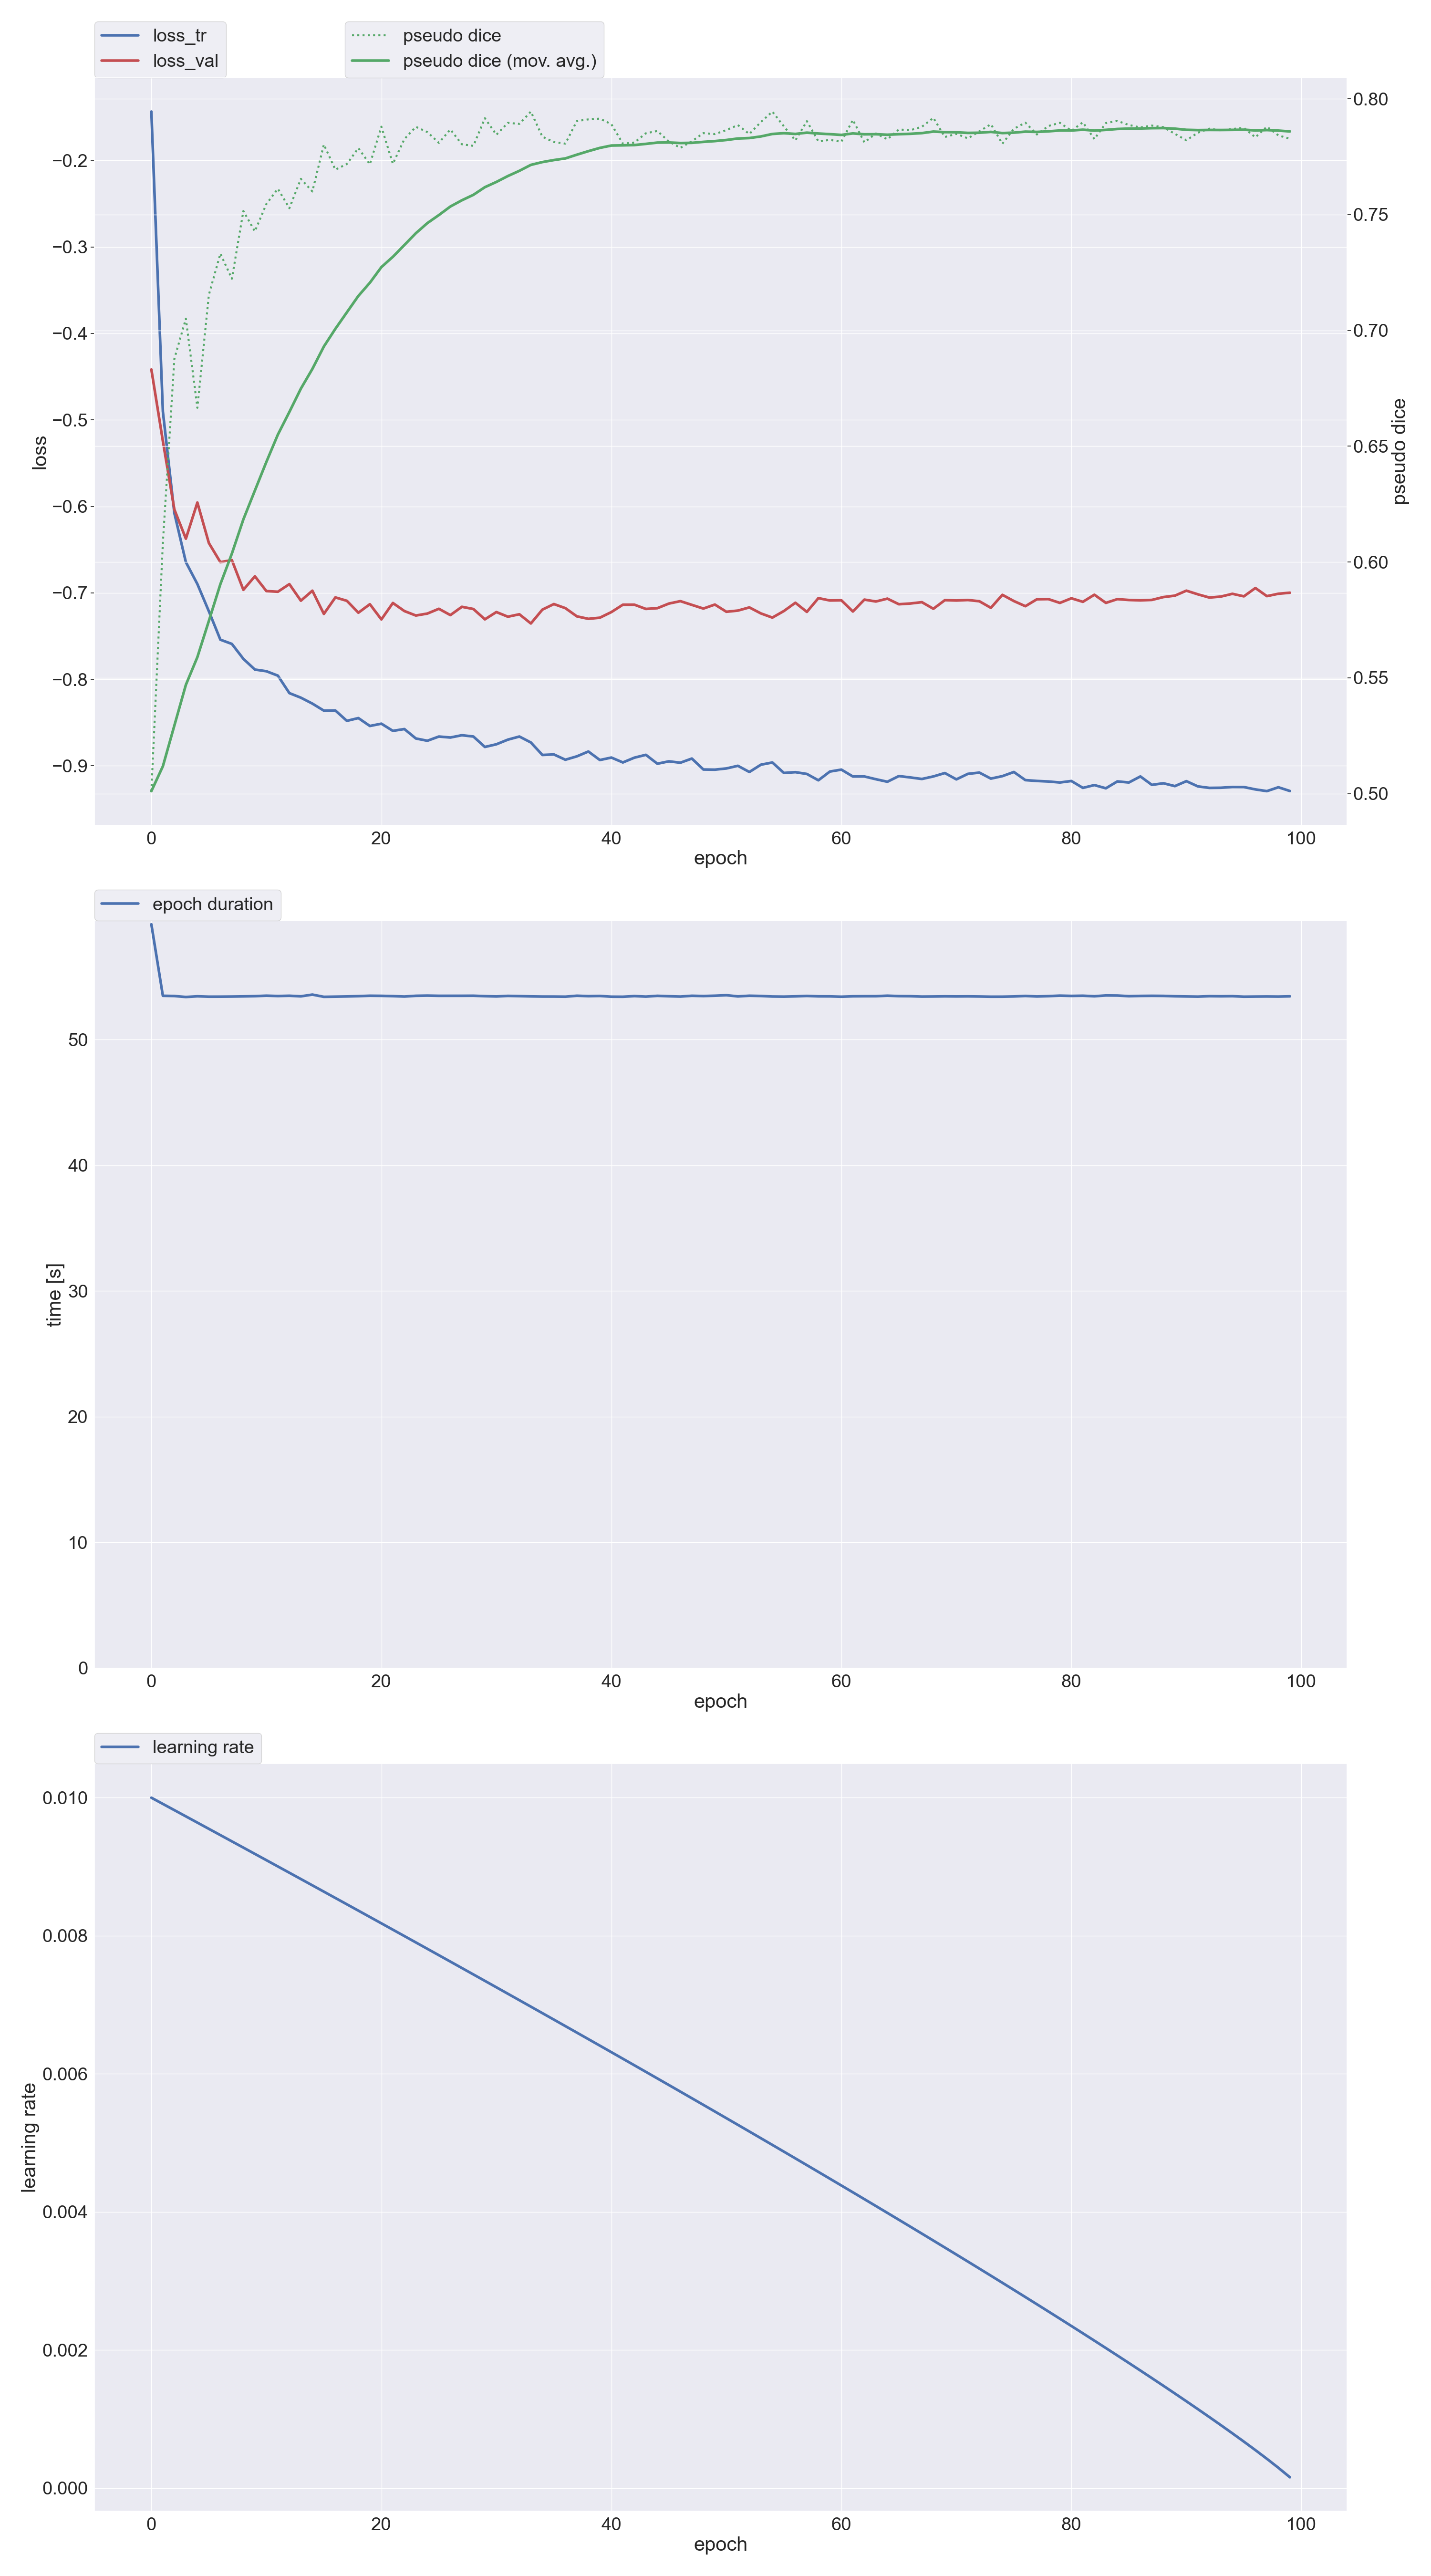 loss_tr
loss_val
pseudo dice
pseudo dice (mov. avg.)
−0.2
−0.3
−0.4
−0.5
−0.6
−0.7
−0.8
−0.9
loss
0.80
0.75
0.70
0.65
0.60
0.55
0.50
pseudo dice
0 20 40 60 80 100
epoch
epoch duration
50
40
30
20
10
0
time [s]
0 20 40 60 80 100
epoch
learning rate
0.010
0.008
0.006
0.004
0.002
0.000
learning rate
0 20 40 60 80 100
epoch